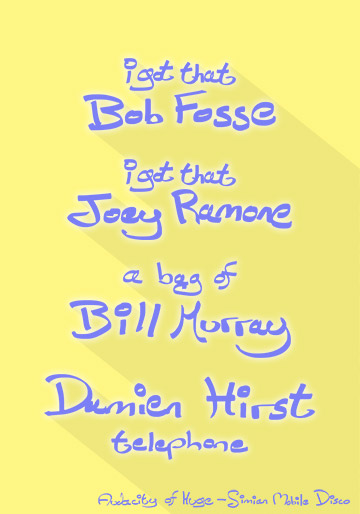 i got that
Bob Fosse
i got that
Joey Ramone
a bag of
Bill Murray
Damien Hirst
telephone
Audacity of Huge - Simian Mobile Disco